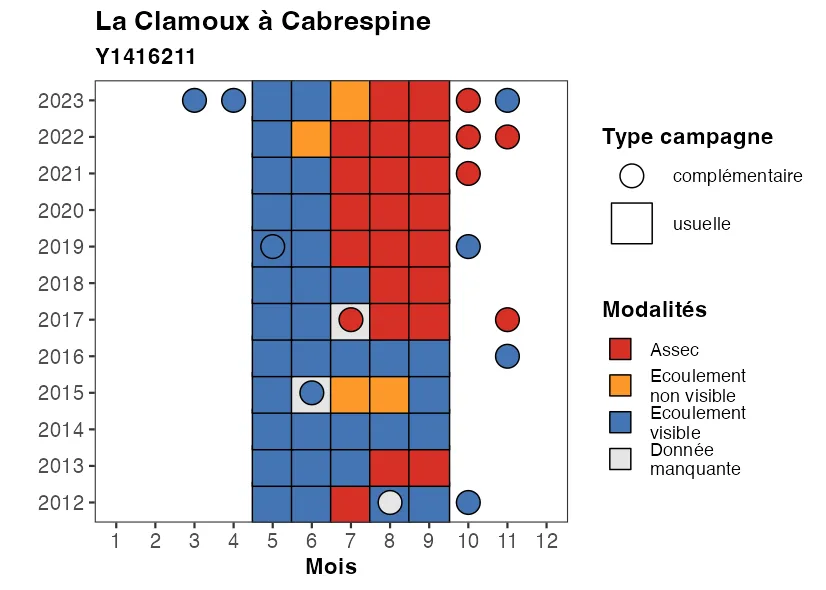 La Clamoux à Cabrespine
Y1416211
2023
2022
2021
2020
2019
2018
2017
2016
2015
2014
2013
2012
1 2 3 4 5 6 7 8 9 10 11 12
Mois
Type campagne
complémentaire
usuelle
Modalités
Assec
Ecoulement
non visible
Ecoulement
visible
Donnée
manquante